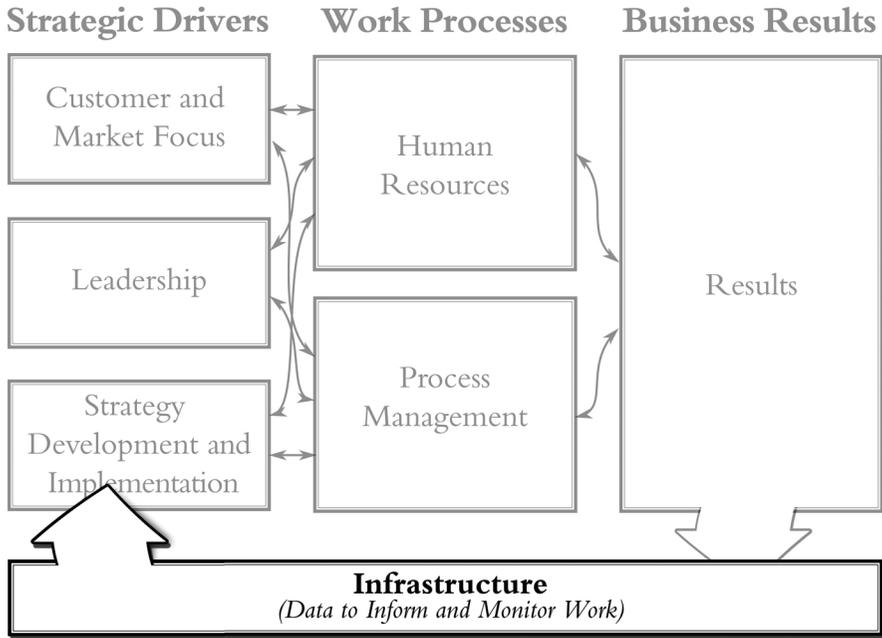 Strategic Drivers
Work Processes
Business Results
Customer and
Market Focus
Leadership
Strategy
Development and
Implementation
Human
Resources
Process
Management
Results
Infrastructure
(Data to Inform and Monitor Work)